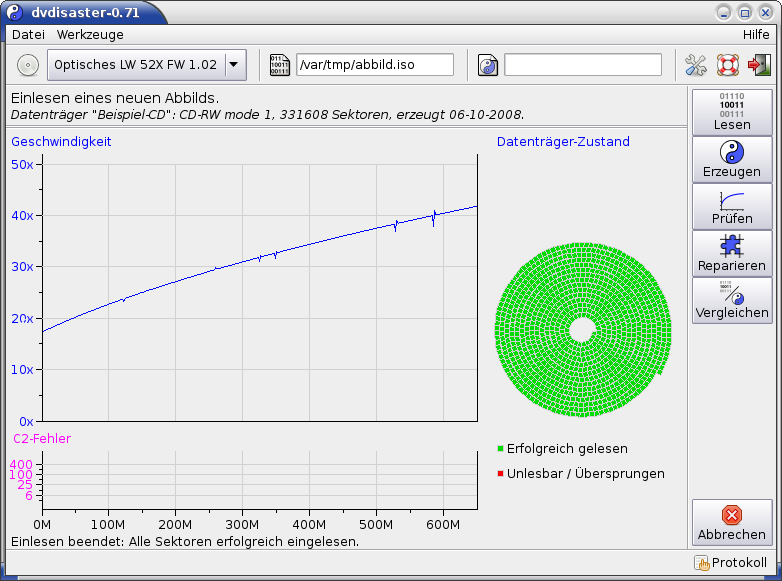 dvdisaster-0.71
Datei Werkzeuge Hilfe
Optisches LW 52X FW 1.02 /var/tmp/abbild.iso
Einlesen eines neuen Abbilds.
Datenträger "Beispiel-CD": CD-RW mode 1, 331608 Sektoren, erzeugt 06-10-2008.
Geschwindigkeit
50x
40x
30x
20x
10x
0x
C2-Fehler
400
100
25
6
0M 100M 200M 300M 400M 500M 600M
Einlesen beendet: Alle Sektoren erfolgreich eingelesen.
Datenträger-Zustand
Erfolgreich gelesen
Unlesbar / Übersprungen
01110
10011
00111
Lesen
Erzeugen
Prüfen
Reparieren
Vergleichen
Abbrechen
Protokoll